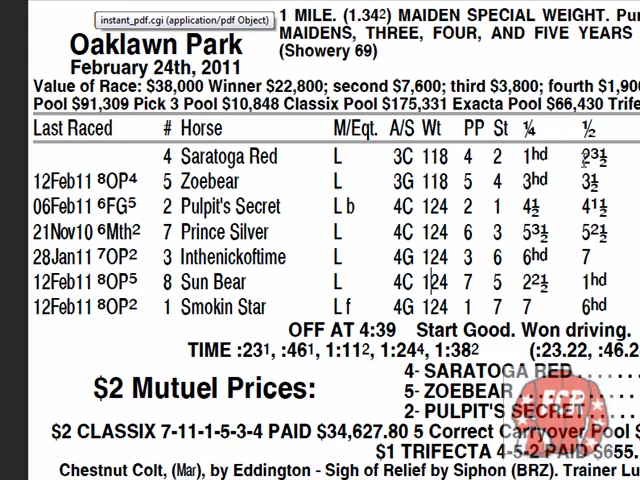 instant_pdf.cgi (application/pdf Object)
1 MILE. (1.34²) MAIDEN SPECIAL WEIGHT. Pu
Oaklawn Park
MAIDENS, THREE, FOUR, AND FIVE YEARS
February 24th, 2011
(Showery 69)
Value of Race: $38,000 Winner $22,800; second $7,600; third $3,800; fourth $1,900
Pool $91,309 Pick 3 Pool $10,848 Classix Pool $175,331 Exacta Pool $66,430 Trife
Last Raced # Horse M/Eqt. A/S Wt PP St ¼ ½
4 Saratoga Red L 3C 118 4 2 1hd 23½
12Feb11 8OP4 5 Zoebear L 3G 118 5 4 3hd 3½
06Feb11 6FG5 2 Pulpit's Secret L b 4C 124 2 1 4½ 41½
21Nov10 6Mth2 7 Prince Silver L 4C 124 6 3 53½ 52½
28Jan11 7OP2 3 Inthenickoftime L 4G 124 3 6 6hd 7
12Feb11 8OP5 8 Sun Bear L 4C 124 7 5 22½ 1hd
12Feb11 8OP2 1 Smokin Star L f 4G 124 1 7 7 6hd
OFF AT 4:39 Start Good. Won driving.
TIME :23¹, :46¹, 1:11², 1:24⁴, 1:38² (:23.22, :46.2
4- SARATOGA RED
$2 Mutuel Prices: 5- ZOEBEAR
2- PULPIT'S SECRET
$2 CLASSIX 7-11-1-5-3-4 PAID $34,627.80 5 Correct Carryover Pool $
$1 TRIFECTA 4-5-2 PAID $655.
Chestnut Colt, (Mar), by Eddington - Sigh of Relief by Siphon (BRZ). Trainer Lu